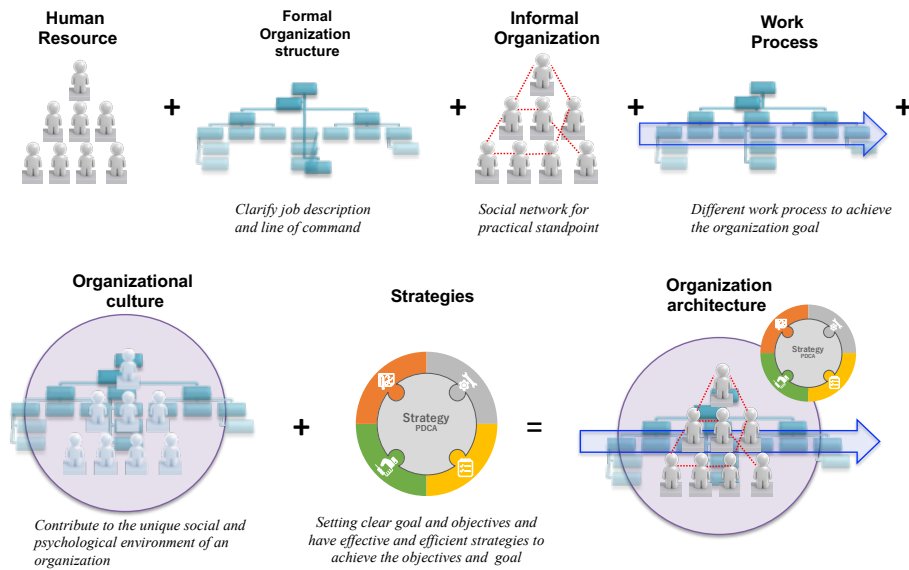 Human
Resource
Formal
Organization
structure
Informal
Organization
Work
Process
+
+
+
+
Clarify job description
and line of command
Social network for
practical standpoint
Different work process to achieve
the organization goal
Organizational
culture
Strategies
Organization
architecture
Strategy
PDCA
+
Strategy
PDCA
=
Contribute to the unique social and
psychological environment of an
organization
Setting clear goal and objectives and
have effective and efficient strategies to
achieve the objectives and goal